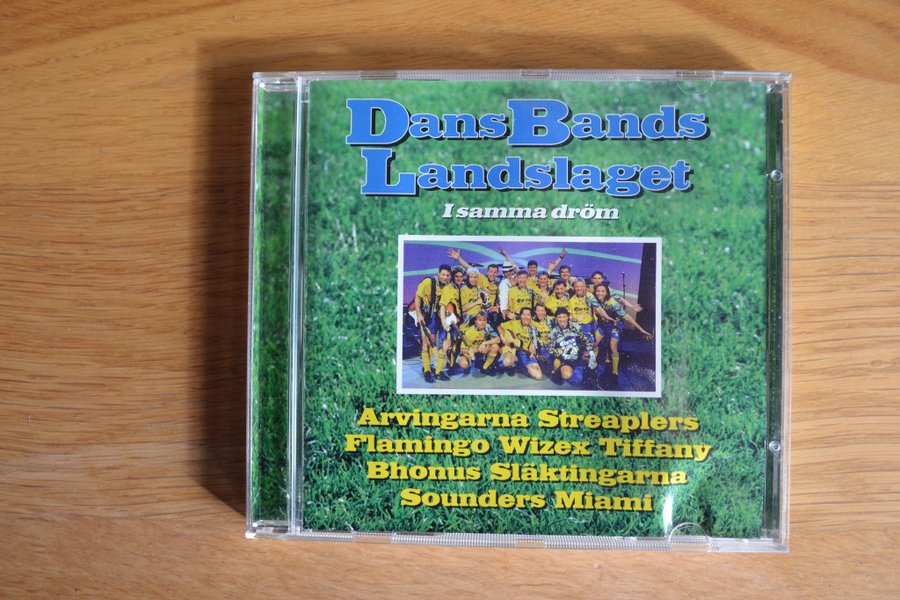 DansBands
Landslaget
I samma dröm
Arvingarna Streaplers
Flamingo Wizex Tiffany
Bhonus Släktingarna
Sounders Miami